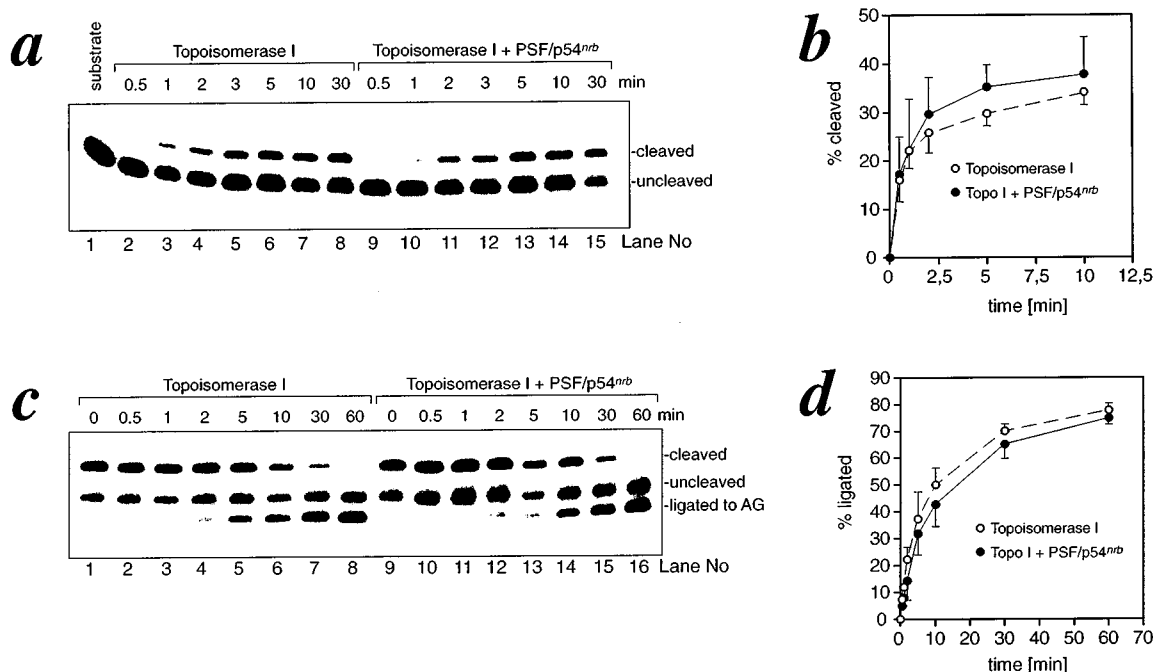 a
substrate
Topoisomerase I
Topoisomerase I + PSF/p54nrb
0.5 1 2 3 5 10 30 0.5 1 2 3 5 10 30 min
-cleaved
-uncleaved
1 2 3 5 6 7 8 9 10 11 12 13 14 15 Lane No
b
% cleaved
50
40
30
20
10
0
Topoisomerase I
Topo I + PSF/p54nrb
0 2,5 5 7,5 10 12,5
time [min]
c
Topoisomerase I
Topoisomerase I + PSF/p54nrb
0 0.5 1 2 5 10 30 60 0 0.5 1 2 5 10 30 60 min
-cleaved
-uncleaved
-ligated to AG
1 2 3 4 5 6 7 8 9 10 11 12 13 14 15 16 Lane No
d
% ligated
90
80
70
60
50
40
30
20
10
0
Topoisomerase I
Topo I + PSF/p54nrb
0 10 20 30 40 50 60 70
time [min]